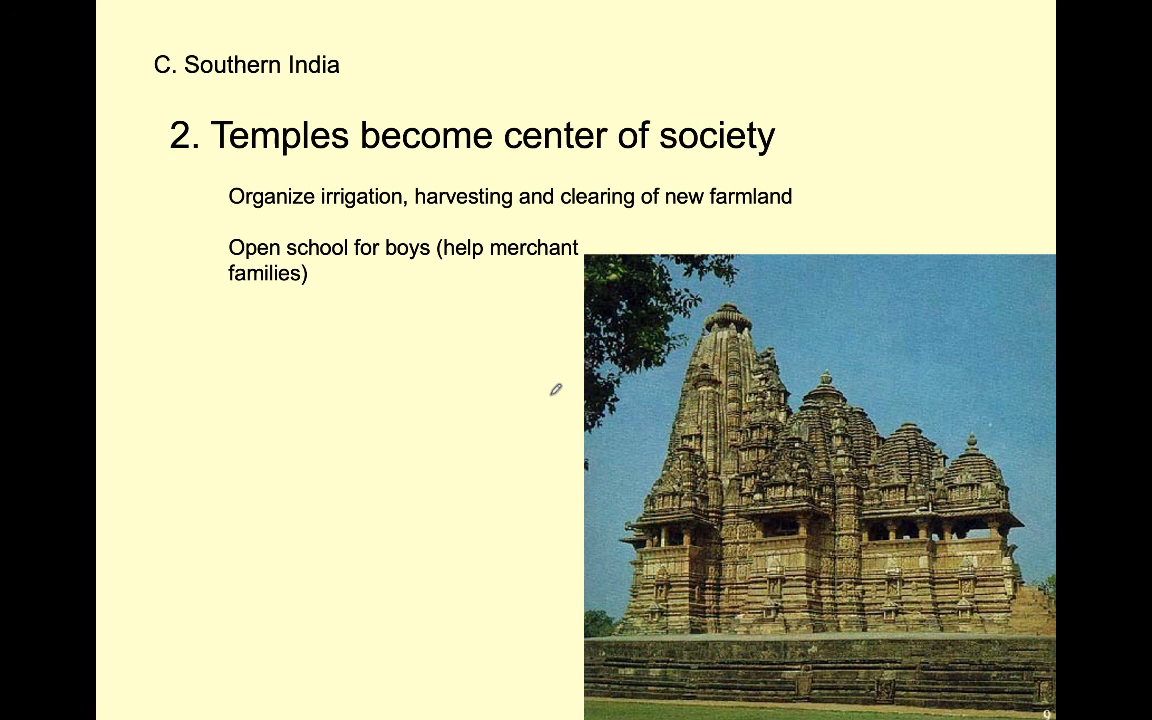 C. Southern India
2. Temples become center of society
Organize irrigation, harvesting and clearing of new farmland
Open school for boys (help merchant
families)